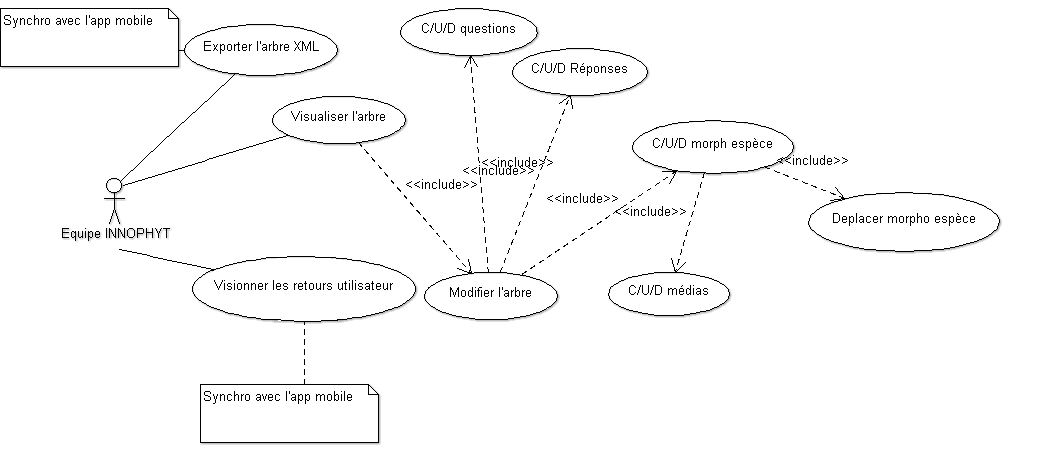 Synchro avec l'app mobile
Exporter l'arbre XML
C/U/D questions
C/U/D Réponses
Visualiser l'arbre
C/U/D morph espèce
<<include>>
<<include>>
<<include>>
<<include>>
<<include>>
<<include>>
Deplacer morpho espèce
Equipe INNOPHYT
Visionner les retours utilisateur
Modifier l'arbre
C/U/D médias
Synchro avec l'app mobile